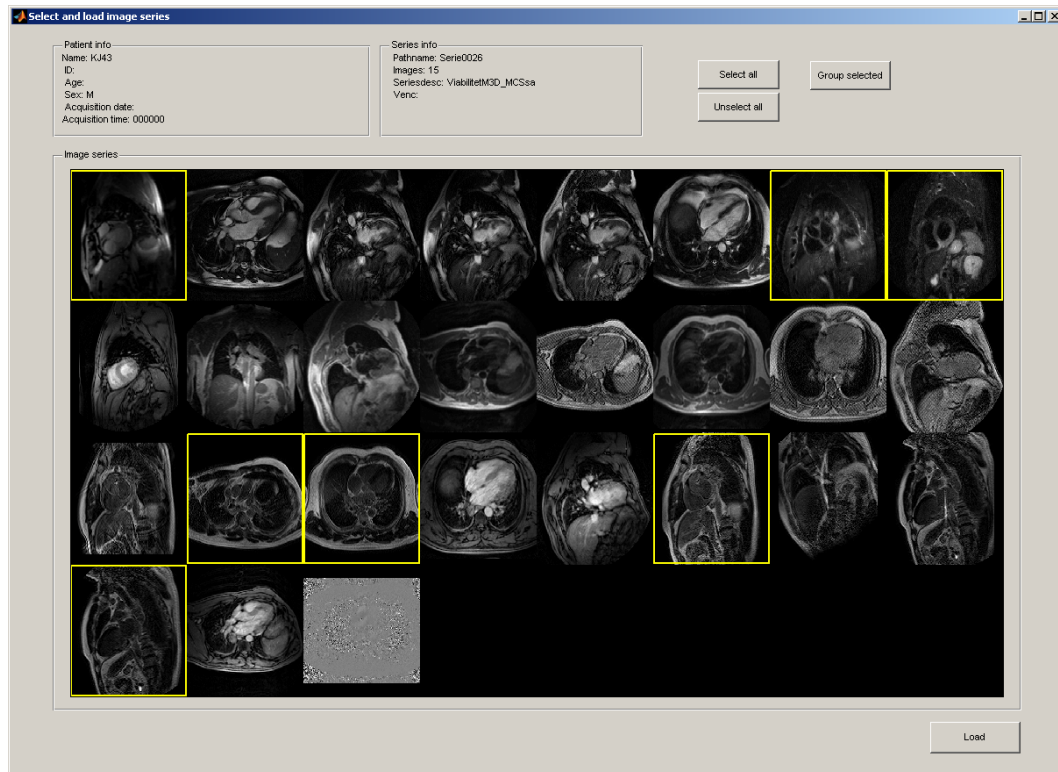 Select and load image series
Patient info
Name: KJ43
ID:
Age:
Sex: M
Acquisition date:
Acquisition time: 000000
Series info
Pathname: Serie0026
Images: 15
Seriesdesc: ViabilitetM3D_MCSsa
Venc:
Select all
Group selected
Unselect all
Image series
Load